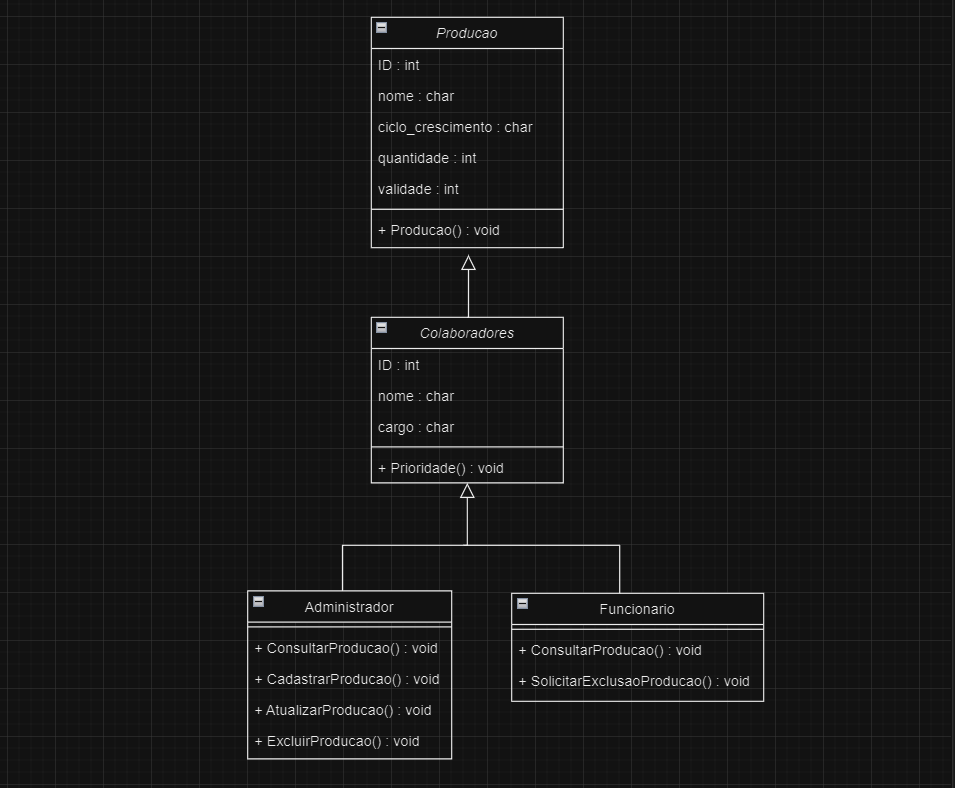 Producao
ID : int
nome : char
ciclo_crescimento : char
quantidade : int
validade : int
+ Producao() : void
Colaboradores
ID : int
nome : char
cargo : char
+ Prioridade() : void
Administrador
+ ConsultarProducao() : void
+ CadastrarProducao() : void
+ AtualizarProducao() : void
+ ExcluirProducao() : void
Funcionario
+ ConsultarProducao() : void
+ SolicitarExclusaoProducao() : void